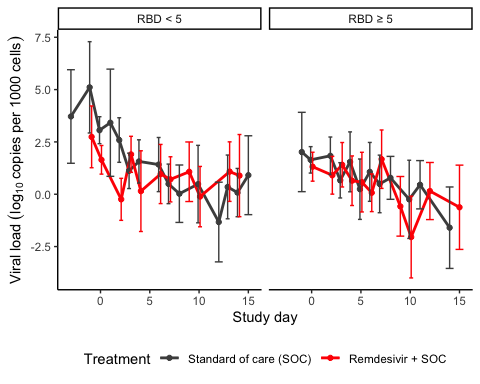 RBD < 5
RBD ≥ 5
Viral load (log₁₀ copies per 1000 cells)
7.5
5.0
2.5
0.0
-2.5
0
5
10
15
0
5
10
15
Study day
Treatment
Standard of care (SOC)
Remdesivir + SOC